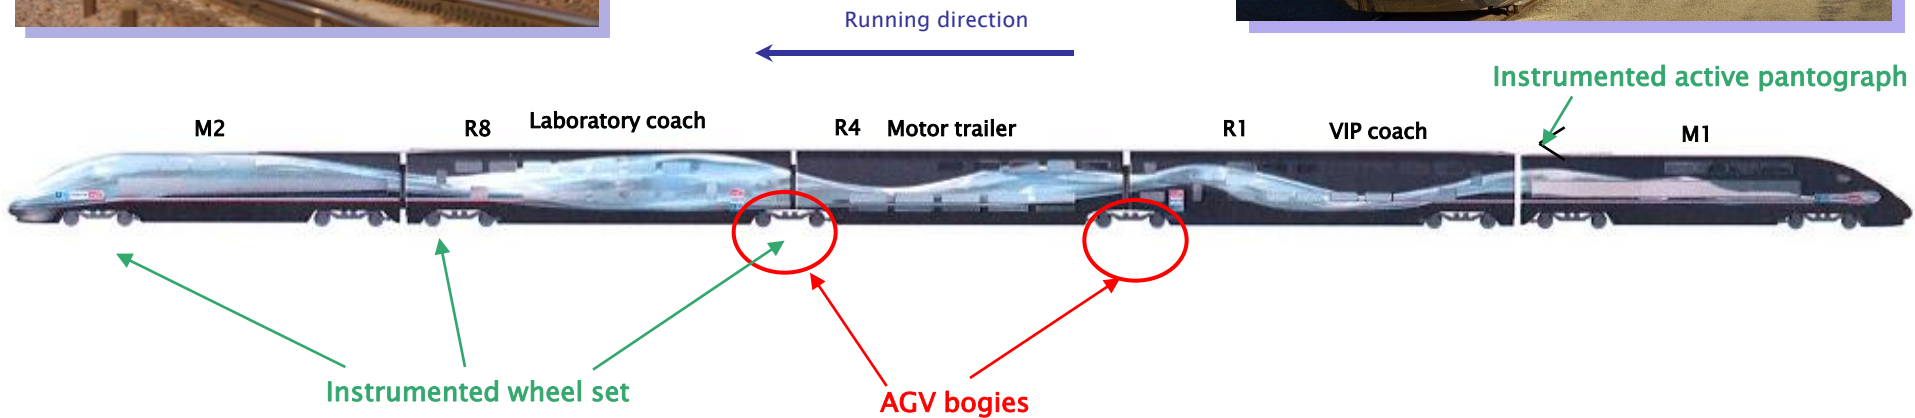 Running direction
Instrumented active pantograph
M2
R8
Laboratory coach
R4
Motor trailer
R1
VIP coach
M1
Instrumented wheel set
AGV bogies